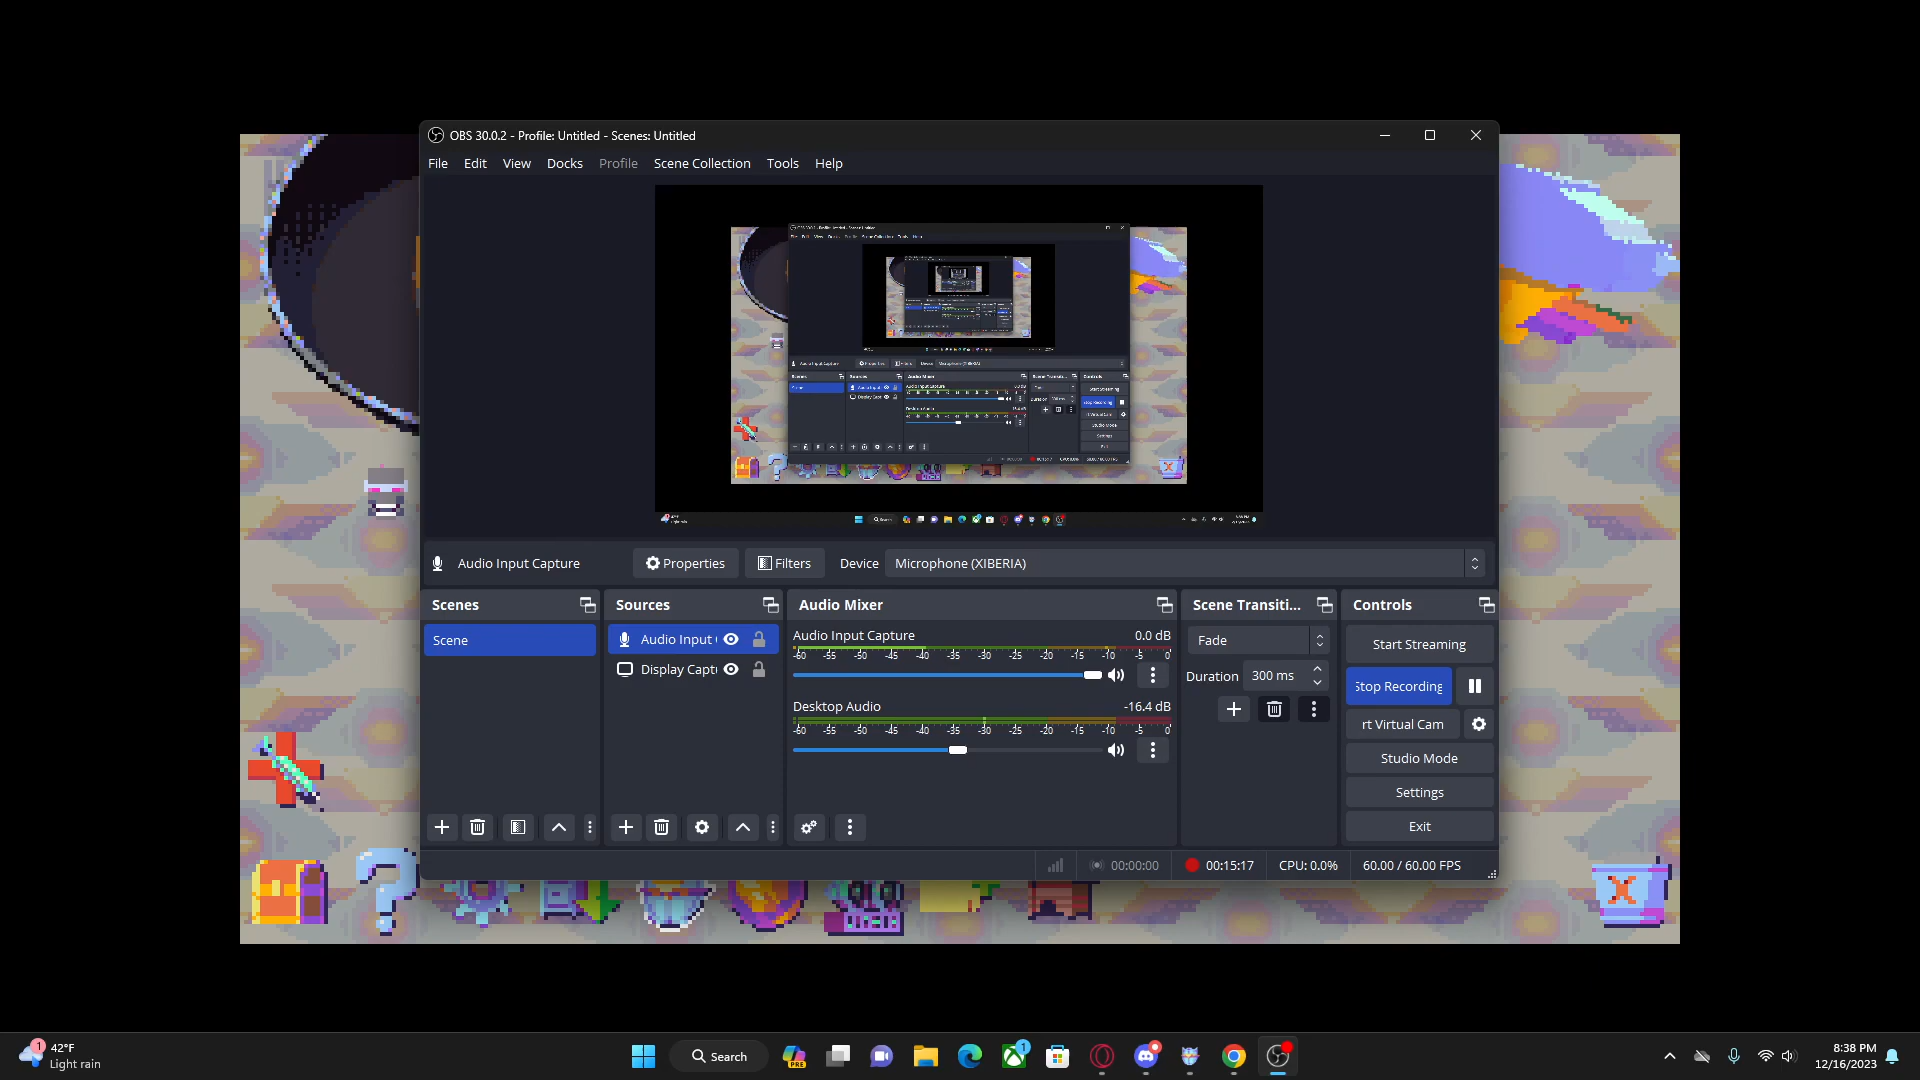 OBS 30.0.2 - Profile: Untitled - Scenes: Untitled
File Edit View Docks Profile Scene Collection Tools Help
Audio Input Capture Properties Filters Device Microphone (XIBERIA)
Scenes Sources Audio Mixer Scene Transiti... Controls
Scene
Audio Input
Display Capt
Audio Input Capture 0.0 dB
-60 -55 -50 -45 -40 -35 -30 -25 -20 -15 -10 -5 0
Desktop Audio -16.4 dB
-60 -55 -50 -45 -40 -35 -30 -25 -20 -15 -10 -5 0
Fade
Duration 300 ms
Start Streaming
Stop Recording
rt Virtual Cam
Studio Mode
Settings
Exit
00:00:00 00:15:17 CPU: 0.0% 60.00 / 60.00 FPS
1
42°F
Light rain
Search
PRE
1
8:38 PM
12/16/2023